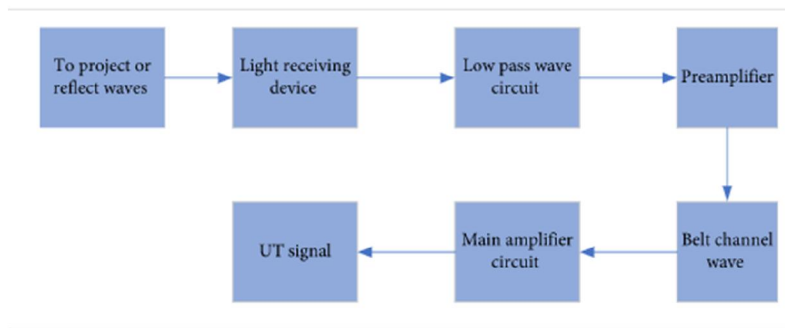 To project or
reflect waves
Light receiving
device
Low pass wave
circuit
Preamplifier
Belt channel
wave
Main amplifier
circuit
UT signal